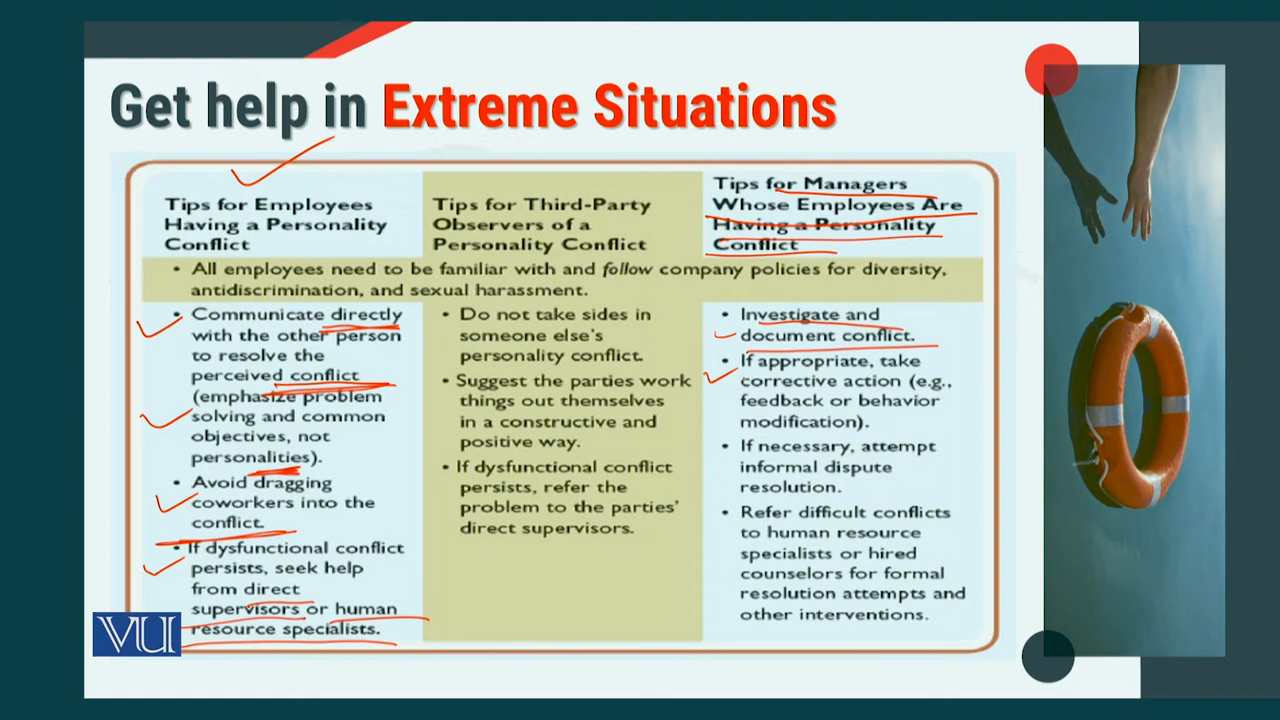 Get help in Extreme Situations
Tips for Employees
Having a Personality
Conflict
Tips for Third-Party
Observers of a
Personality Conflict
Tips for Managers
Whose Employees Are
Having a Personality
Conflict
• All employees need to be familiar with and follow company policies for diversity,
antidiscrimination, and sexual harassment.
• Communicate directly
with the other person
to resolve the
perceived conflict
(emphasize problem
solving and common
objectives, not
personalities).
• Avoid dragging
coworkers into the
conflict.
• If dysfunctional conflict
persists, seek help
from direct
supervisors or human
resource specialists.
• Do not take sides in
someone else's
personality conflict.
• Suggest the parties work
things out themselves
in a constructive and
positive way.
• If dysfunctional conflict
persists, refer the
problem to the parties'
direct supervisors.
• Investigate and
document conflict.
• If appropriate, take
corrective action (e.g.,
feedback or behavior
modification).
• If necessary, attempt
informal dispute
resolution.
• Refer difficult conflicts
to human resource
specialists or hired
counselors for formal
resolution attempts and
other interventions.
VU